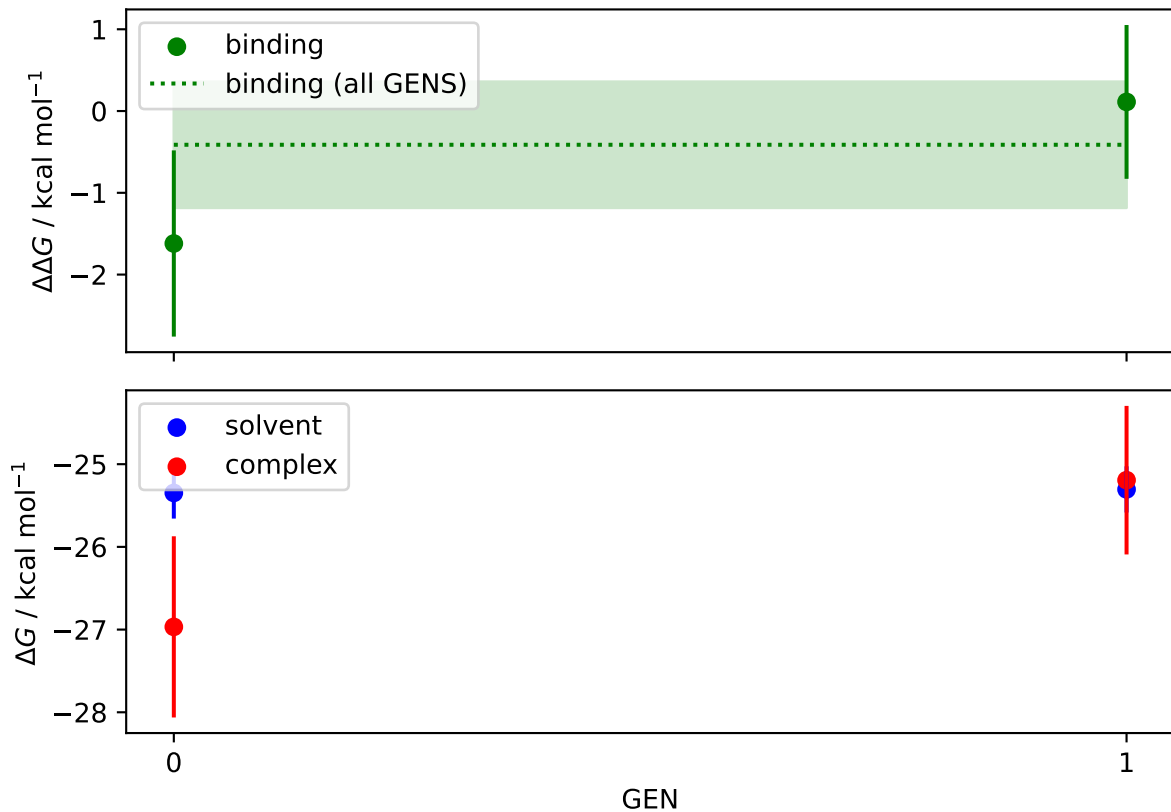 1
0
−1
−2
ΔΔG / kcal mol⁻¹
binding
binding (all GENS)
−25
−26
−27
−28
ΔG / kcal mol⁻¹
solvent
complex
0
1
GEN